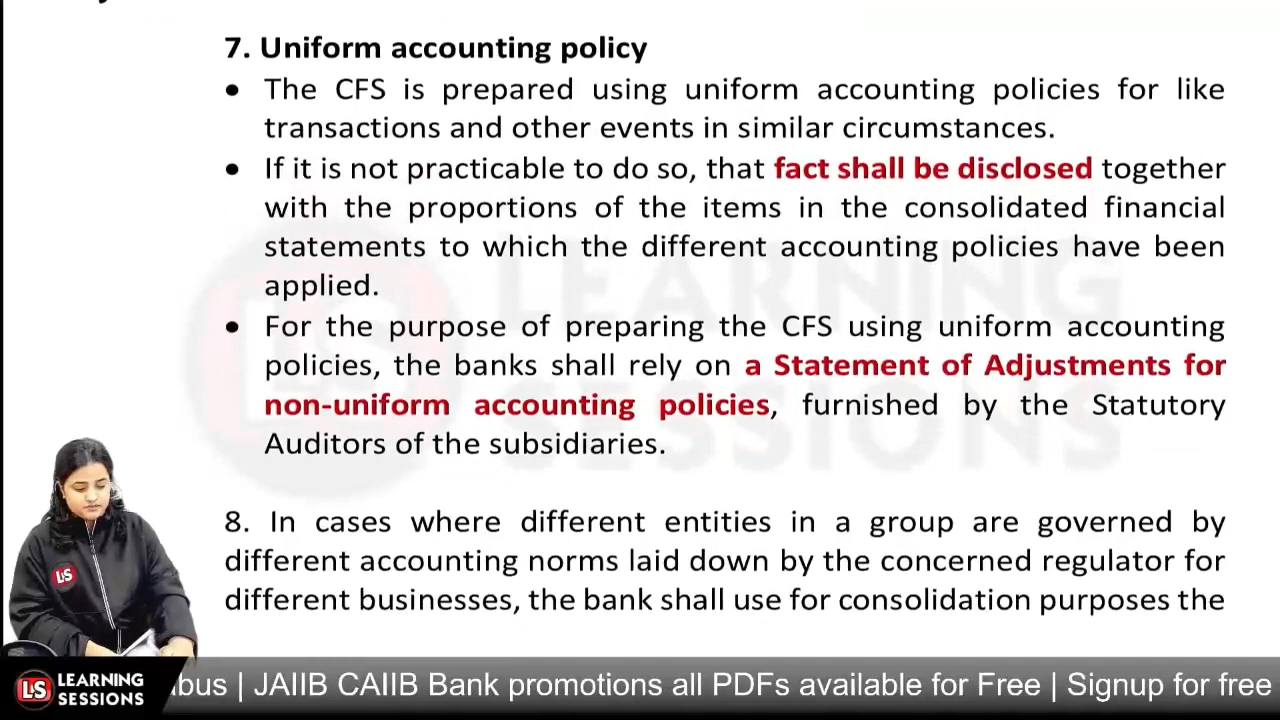 7. Uniform accounting policy
• The CFS is prepared using uniform accounting policies for like
transactions and other events in similar circumstances.
• If it is not practicable to do so, that fact shall be disclosed together
with the proportions of the items in the consolidated financial
statements to which the different accounting policies have been
applied.
• For the purpose of preparing the CFS using uniform accounting
policies, the banks shall rely on a Statement of Adjustments for
non-uniform accounting policies, furnished by the Statutory
Auditors of the subsidiaries.
8. In cases where different entities in a group are governed by
different accounting norms laid down by the concerned regulator for
different businesses, the bank shall use for consolidation purposes the
LEARNING
SESSIONS
LS
LS
LEARNING
SESSIONS
bus | JAIIB CAIIB Bank promotions all PDFs available for Free | Signup for free